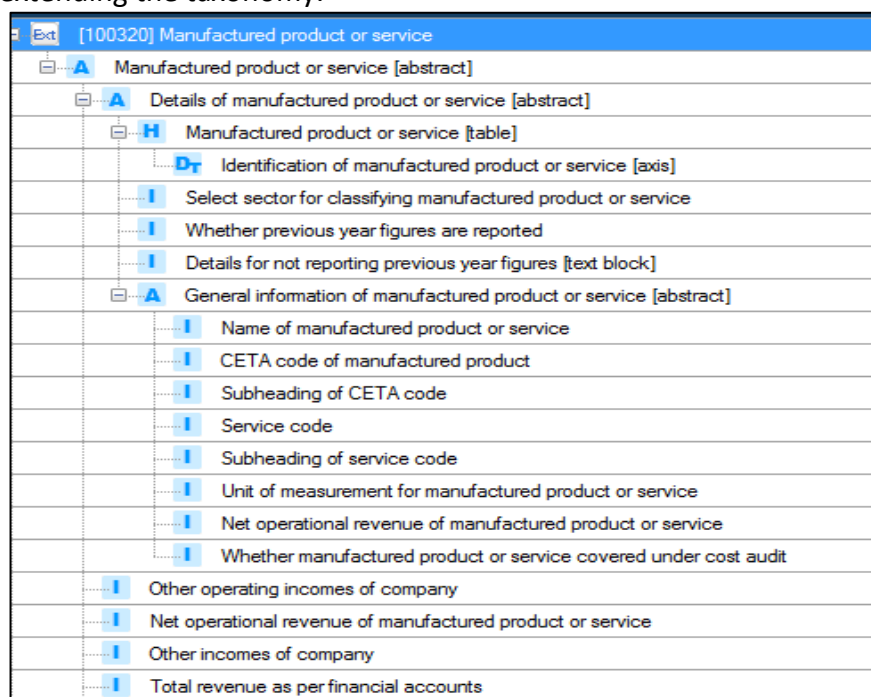 extending the taxonomy.
Ext [100320] Manufactured product or service
A Manufactured product or service [abstract]
A Details of manufactured product or service [abstract]
H Manufactured product or service [table]
DT Identification of manufactured product or service [axis]
I Select sector for classifying manufactured product or service
I Whether previous year figures are reported
I Details for not reporting previous year figures [text block]
A General information of manufactured product or service [abstract]
I Name of manufactured product or service
I CETA code of manufactured product
I Subheading of CETA code
I Service code
I Subheading of service code
I Unit of measurement for manufactured product or service
I Net operational revenue of manufactured product or service
I Whether manufactured product or service covered under cost audit
I Other operating incomes of company
I Net operational revenue of manufactured product or service
I Other incomes of company
I Total revenue as per financial accounts